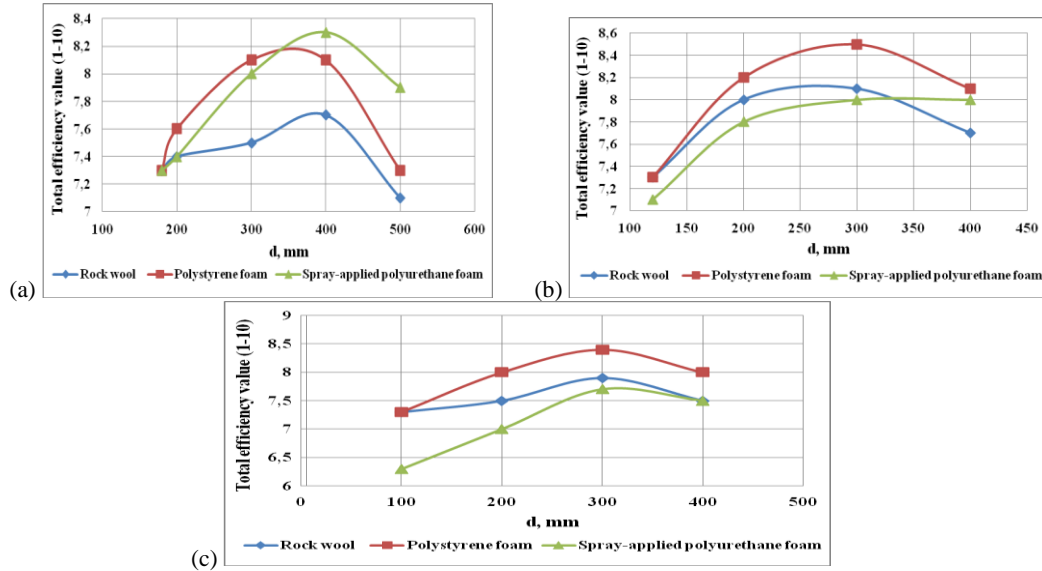 Total efficiency value (1-10)
8,4
8,2
8
7,8
7,6
7,4
7,2
7
100 200 300 400 500 600
d, mm
Rock wool Polystyrene foam Spray-applied polyurethane foam
(a)
Total efficiency value (1-10)
8,6
8,4
8,2
8
7,8
7,6
7,4
7,2
7
100 150 200 250 300 350 400 450
d, mm
Rock wool Polystyrene foam Spray-applied polyurethane foam
(b)
Total efficiency value (1-10)
9
8,5
8
7,5
7
6,5
6
0 100 200 300 400 500
d, mm
Rock wool Polystyrene foam Spray-applied polyurethane foam
(c)